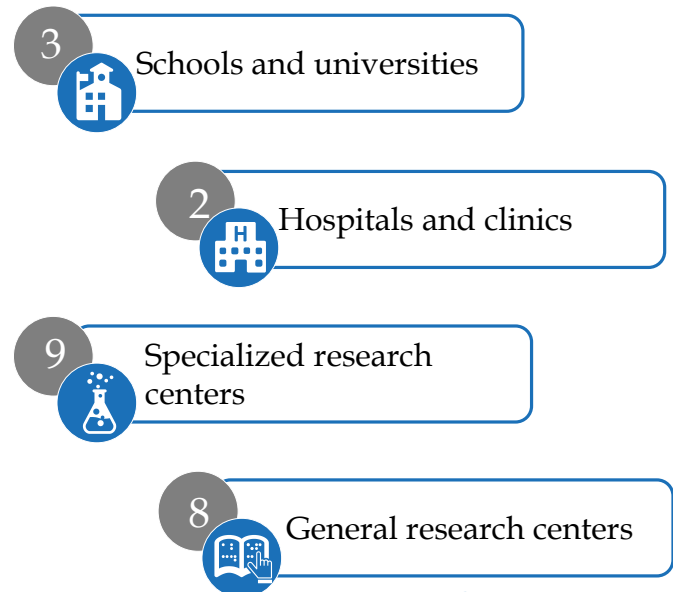 3
Schools and universities
2
H
Hospitals and clinics
9
Specialized research
centers
8
General research centers